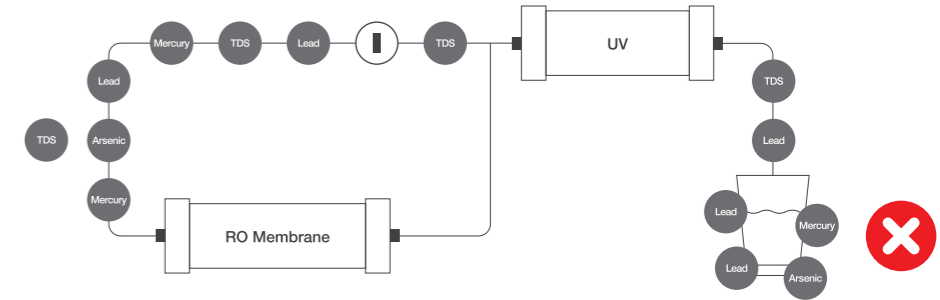 Mercury
TDS
Lead
TDS
UV
Lead
TDS
TDS
Arsenic
Lead
Mercury
Lead
Mercury
RO Membrane
Lead
Arsenic